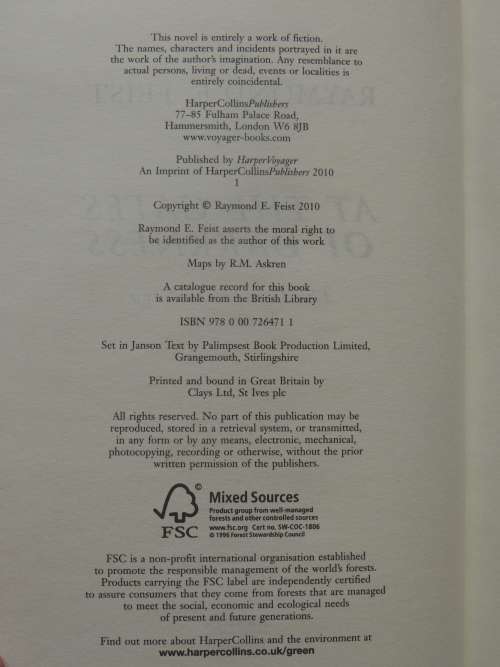 This novel is entirely a work of fiction.
The names, characters and incidents portrayed in it are
the work of the author's imagination. Any resemblance to
actual persons, living or dead, events or localities is
entirely coincidental.
HarperCollinsPublishers
77–85 Fulham Palace Road,
Hammersmith, London W6 8JB
www.voyager-books.com
Published by HarperVoyager
An Imprint of HarperCollinsPublishers 2010
1
Copyright © Raymond E. Feist 2010
Raymond E. Feist asserts the moral right to
be identified as the author of this work
Maps by R.M. Askren
A catalogue record for this book
is available from the British Library
ISBN 978 0 00 726471 1
Set in Janson Text by Palimpsest Book Production Limited,
Grangemouth, Stirlingshire
Printed and bound in Great Britain by
Clays Ltd, St Ives plc
All rights reserved. No part of this publication may be
reproduced, stored in a retrieval system, or transmitted,
in any form or by any means, electronic, mechanical,
photocopying, recording or otherwise, without the prior
written permission of the publishers.
©
FSC
Mixed Sources
Product group from well-managed
forests and other controlled sources
www.fsc.org Cert no. SW-COC-1806
© 1996 Forest Stewardship Council
FSC is a non-profit international organisation established
to promote the responsible management of the world's forests.
Products carrying the FSC label are independently certified
to assure consumers that they come from forests that are managed
to meet the social, economic and ecological needs
of present and future generations.
Find out more about HarperCollins and the environment at
www.harpercollins.co.uk/green